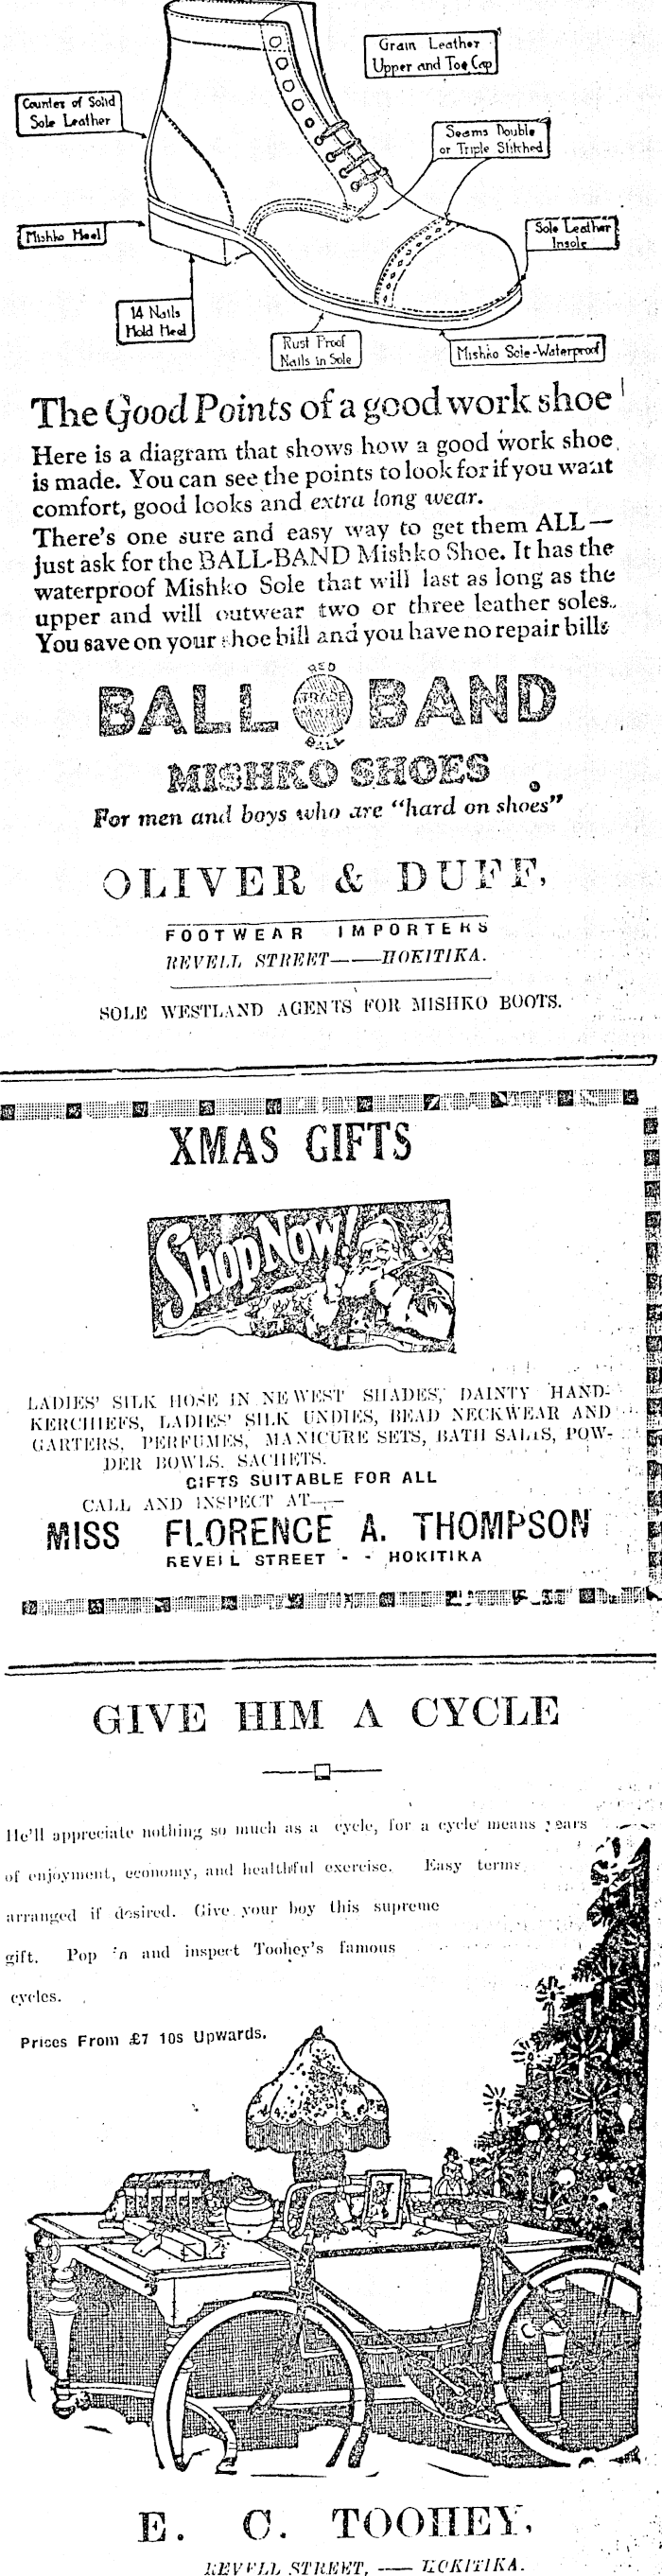 Grain Leather
Upper and Toe Cap
Counter of Solid
Sole Leather
Seams Double
or Triple Stitched
Mishko Heel
Sole Leather
Insole
14 Nails
Hold Heel
Rust Proof
Nails in Sole
Mishko Sole-Waterproof
The Good Points of a good work shoe
Here is a diagram that shows how a good work shoe
is made. You can see the points to look for if you want
comfort, good looks and extra long wear.
There's one sure and easy way to get them ALL—
just ask for the BALL-BAND Mishko Shoe. It has the
waterproof Mishko Sole that will last as long as the
upper and will outwear two or three leather soles.
You save on your shoe bill and you have no repair bills
RED
BALL TRADE MARK BAND
BALL
MISHKO SHOES
For men and boys who are "hard on shoes"
OLIVER & DUFF,
FOOTWEAR IMPORTERS
REVELL STREET——HOKITIKA.
SOLE WESTLAND AGENTS FOR MISHKO BOOTS.
XMAS GIFTS
Shop Now!
LADIES' SILK HOSE IN NEWEST SHADES, DAINTY HAND-
KERCHIEFS, LADIES' SILK UNDIES, BEAD NECKWEAR AND
GARTERS, PERFUMES, MANICURE SETS, BATH SALTS, POW-
DER BOWLS, SACHETS.
GIFTS SUITABLE FOR ALL
CALL AND INSPECT AT——
MISS FLORENCE A. THOMPSON
REVELL STREET - - HOKITIKA
GIVE HIM A CYCLE
He'll appreciate nothing so much as a cycle, for a cycle means years
of enjoyment, economy, and healthful exercise. Easy terms
arranged if desired. Give your boy this supreme
gift. Pop in and inspect Toohey's famous
cycles.
Prices From £7 10s Upwards.
E. C. TOOHEY,
REVELL STREET, —— HOKITIKA.